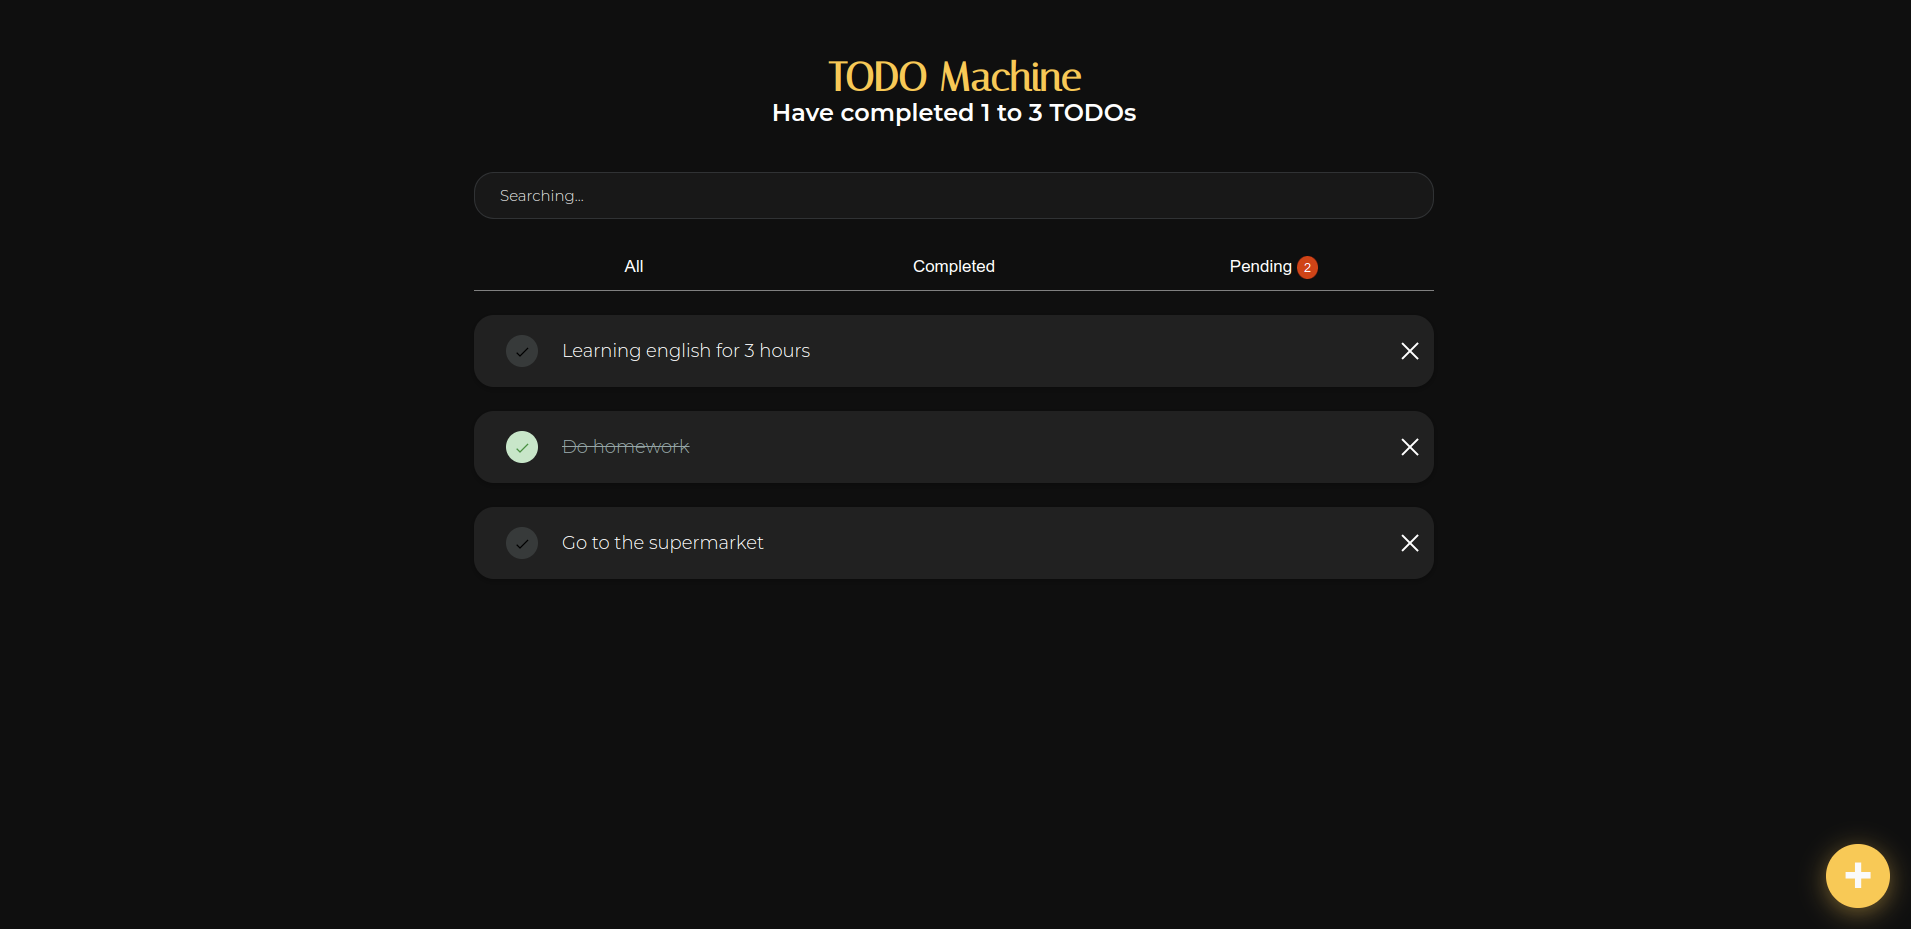 TODO Machine
Have completed 1 to 3 TODOs
Searching...
All Completed Pending 2
Learning english for 3 hours
Do homework
Go to the supermarket